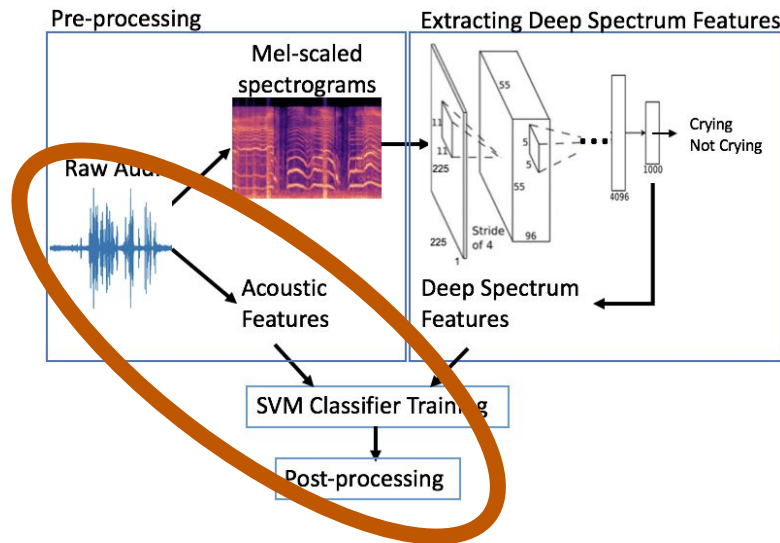 Pre-processing
Extracting Deep Spectrum Features
Mel-scaled
spectrograms
Raw
55
11
11
225
5
5
55
225
Stride
of 4
96
1
4096
1000
Crying
Not Crying
Acoustic
Features
Deep Spectrum
Features
SVM Classifier Training
Post-processing